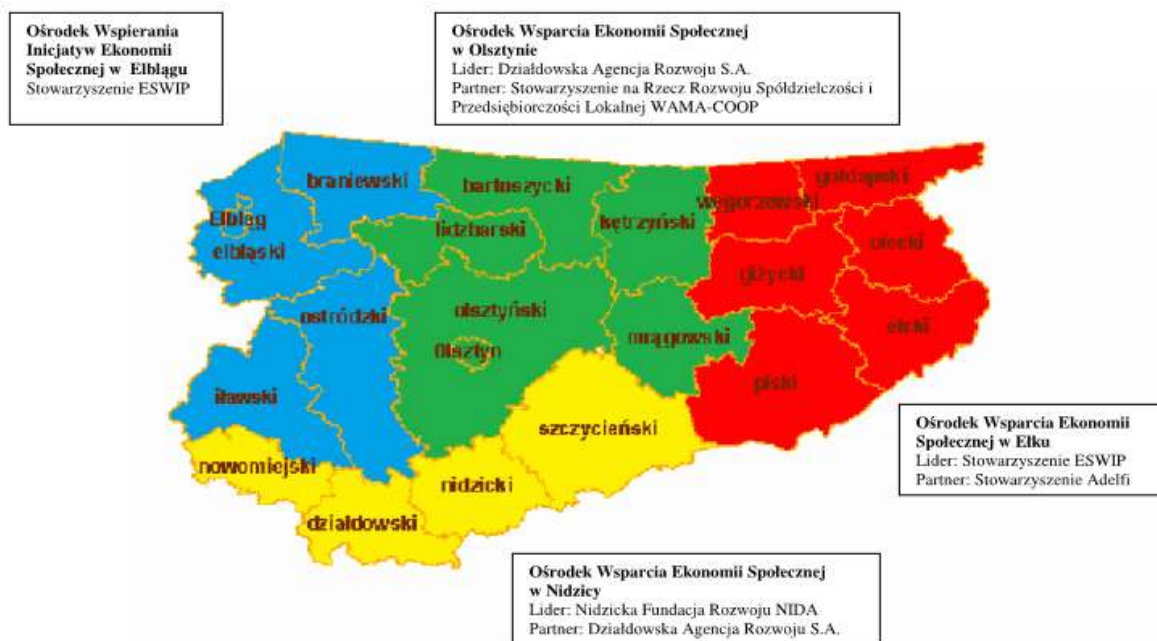 Ośrodek Wspierania
Inicjatyw Ekonomii
Społecznej w Elblągu
Stowarzyszenie ESWIP
Ośrodek Wsparcia Ekonomii Społecznej
w Olsztynie
Lider: Działdowska Agencja Rozwoju S.A.
Partner: Stowarzyszenie na Rzecz Rozwoju Spółdzielczości i
Przedsiębiorczości Lokalnej WAMA-COOP
braniewski
bartoszycki
gołdapski
węgorzewski
kętrzyński
Elbląg
lidzbarski
olecki
elbląski
giżycki
ostródzki
olsztyński
ełcki
mrągowski
Olsztyn
piski
iławski
szczycieński
nowomiejski
nidzicki
działdowski
Ośrodek Wsparcia Ekonomii
Społecznej w Ełku
Lider: Stowarzyszenie ESWIP
Partner: Stowarzyszenie Adelfi
Ośrodek Wsparcia Ekonomii Społecznej
w Nidzicy
Lider: Nidzicka Fundacja Rozwoju NIDA
Partner: Działdowska Agencja Rozwoju S.A.